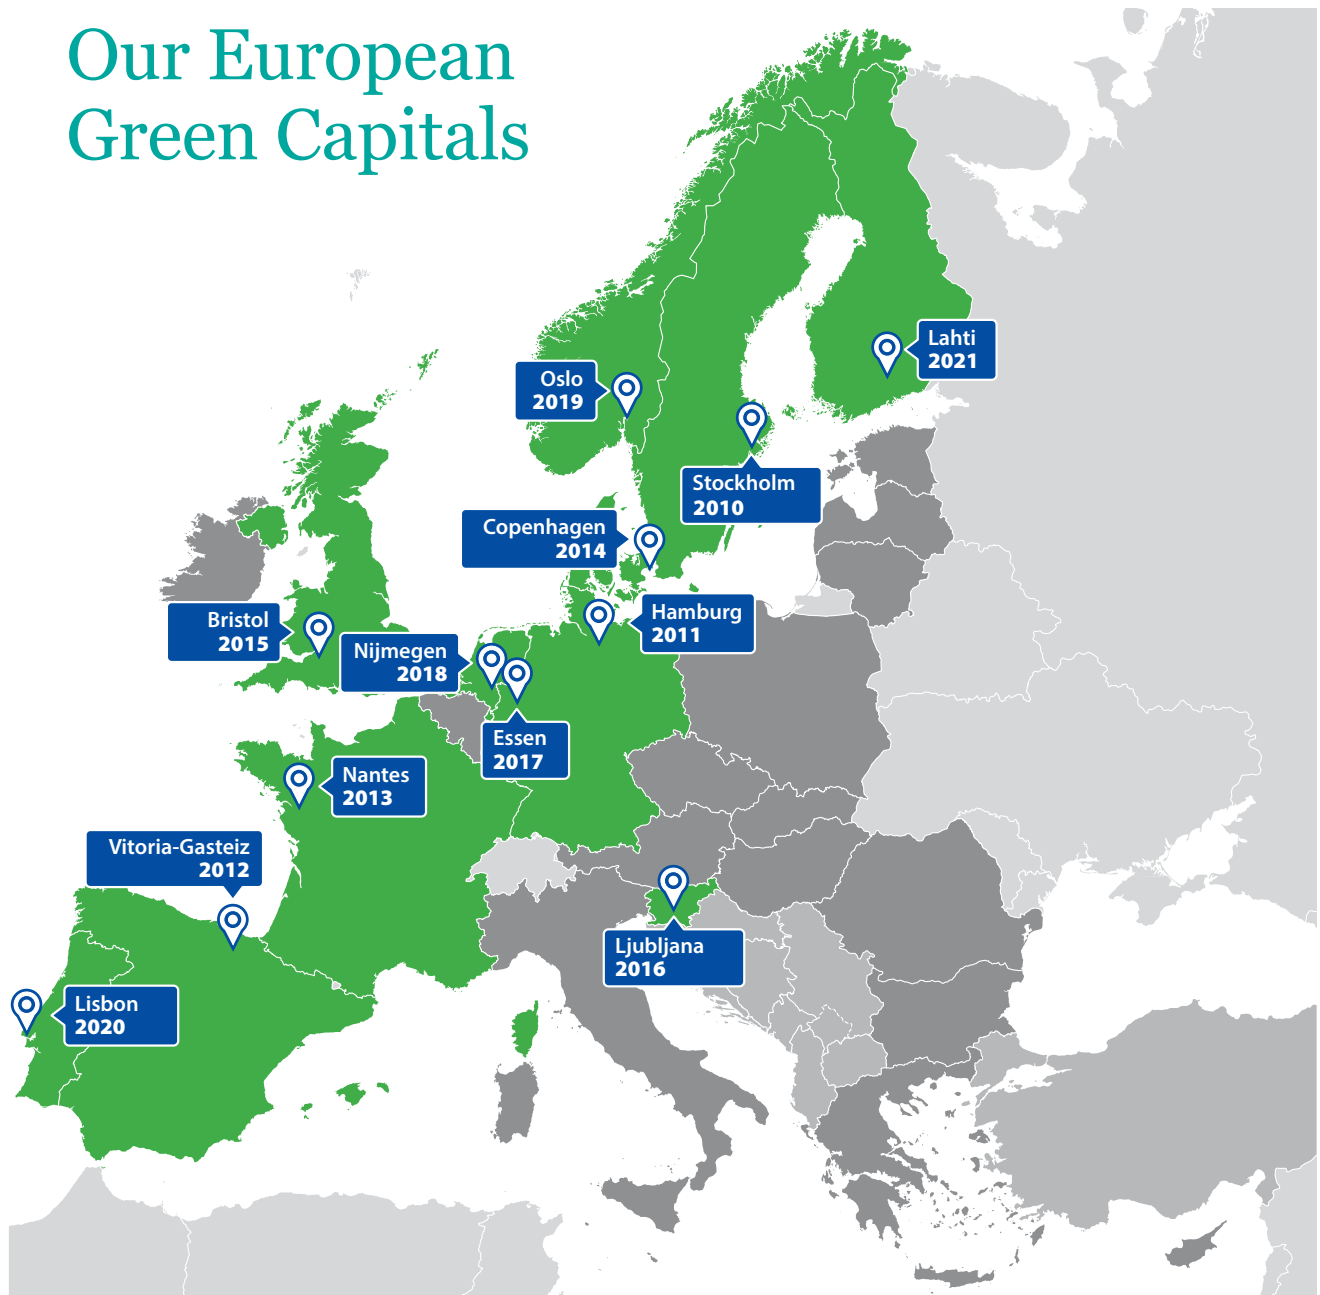 Our European
Green Capitals
Lahti
2021
Oslo
2019
Stockholm
2010
Copenhagen
2014
Hamburg
2011
Bristol
2015
Nijmegen
2018
Essen
2017
Nantes
2013
Vitoria-Gasteiz
2012
Ljubljana
2016
Lisbon
2020